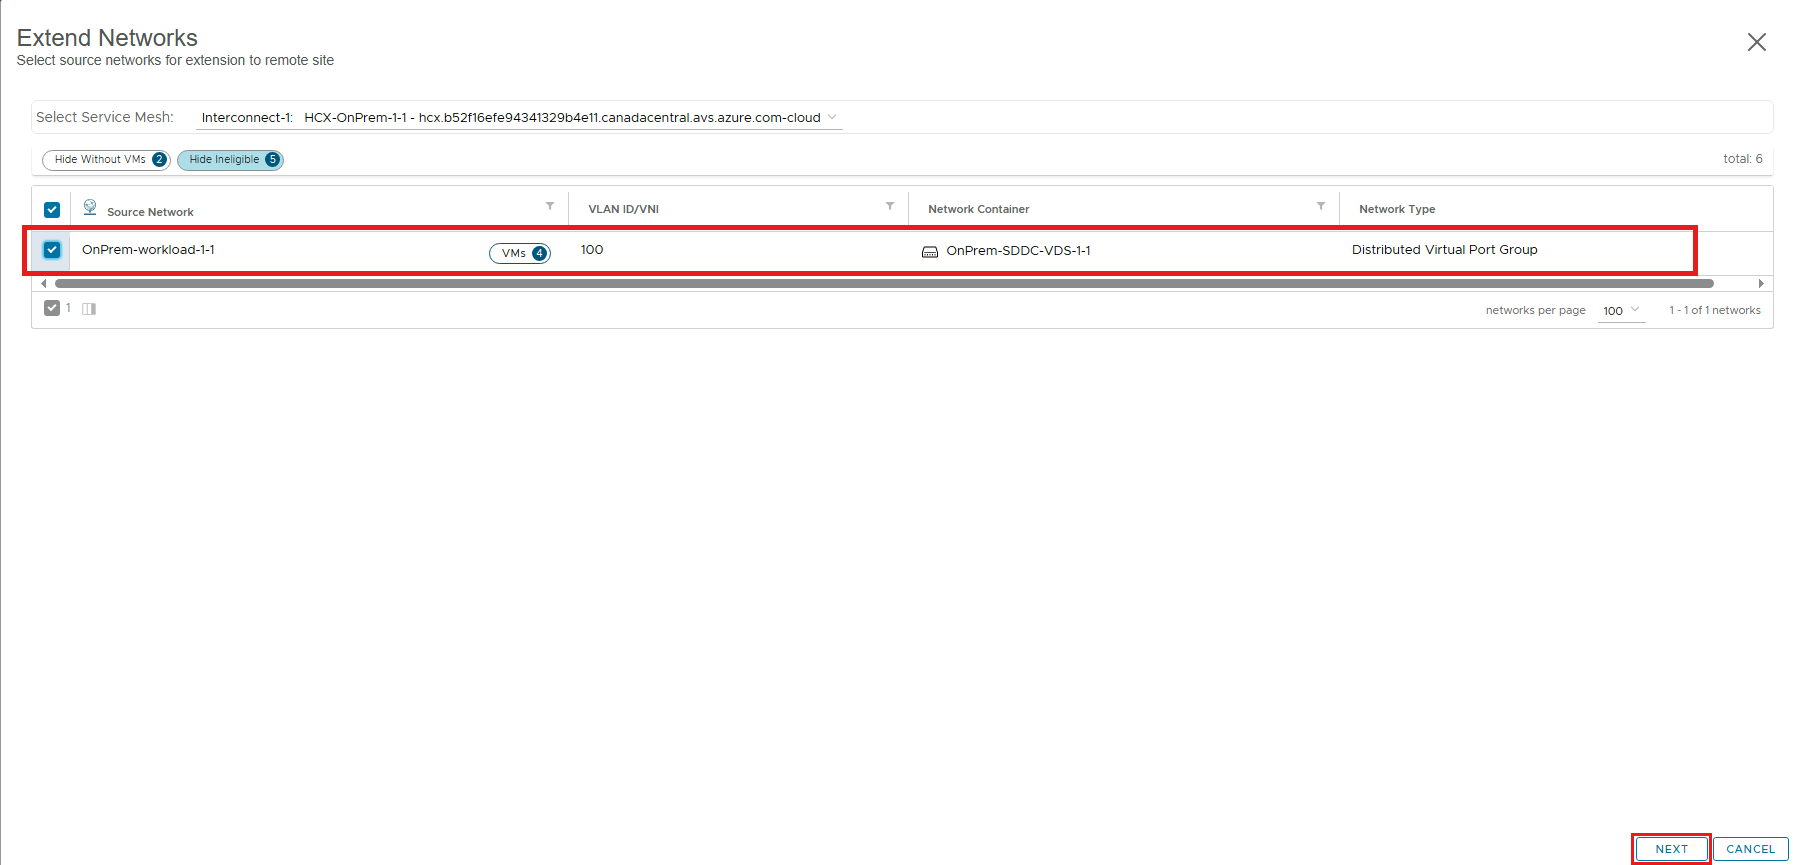 Extend Networks
Select source networks for extension to remote site
Select Service Mesh: Interconnect-1: HCX-OnPrem-1-1 - hcx.b52f16efe94341329b4e11.canadacentral.avs.azure.com-cloud
Hide Without VMs 2 Hide Ineligible 5 total: 6
Source Network VLAN ID/VNI Network Container Network Type
OnPrem-workload-1-1 VMs 4 100 OnPrem-SDDC-VDS-1-1 Distributed Virtual Port Group
1 networks per page 100 1 - 1 of 1 networks
NEXT CANCEL